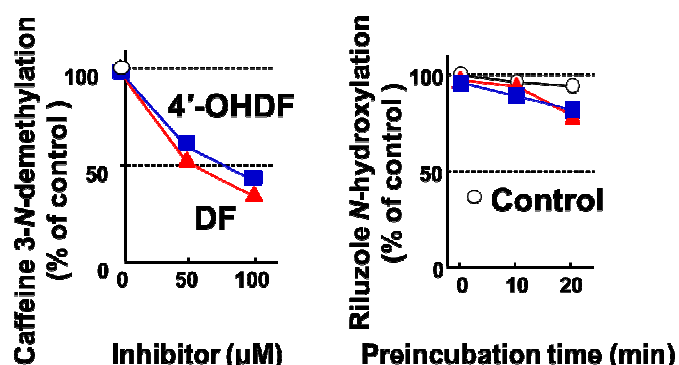 Caffeine 3-N-demethylation
(% of control )
100
50
0
4′-OHDF
DF
0 50 100
Inhibitor (µM)
Riluzole N-hydroxylation
(% of control )
100
50
0
Control
0 10 20
Preincubation time (min)